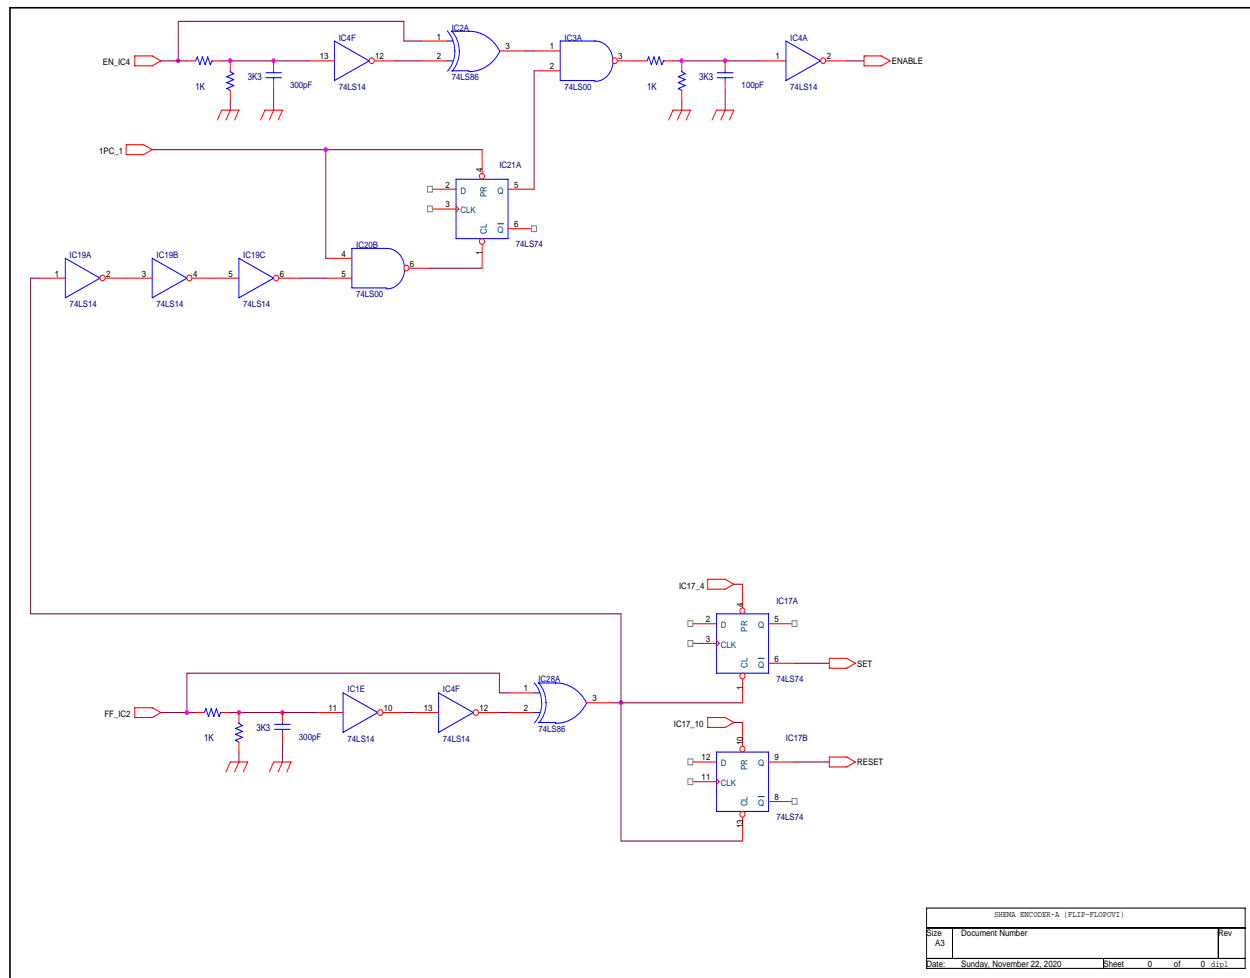 EN_IC4
1K
3K3
300pF
IC4F
13
12
74LS14
IC2A
1
2
3
74LS86
IC3A
1
2
3
74LS00
1K
3K3
100pF
IC4A
1
2
74LS14
ENABLE
1PC_1
IC21A
4
2
D
PR
Q
5
3
CLK
CL
Q
6
1
74LS74
IC19A
1
2
74LS14
IC19B
3
4
74LS14
IC19C
5
6
74LS14
IC20B
4
5
6
74LS00
IC17_4
IC17A
4
2
D
PR
Q
5
3
CLK
CL
Q
6
1
74LS74
SET
FF_IC2
1K
3K3
300pF
IC1E
11
10
74LS14
IC4F
13
12
74LS14
IC28A
1
2
3
74LS86
IC17_10
IC17B
10
12
D
PR
Q
9
11
CLK
CL
Q
8
13
74LS74
RESET
SHEMA ENCODER-A (FLIP-FLOPOVI)
Size
A3
Document Number
Rev
Date:
Sunday, November 22, 2020
Sheet
0 of 0
dipl